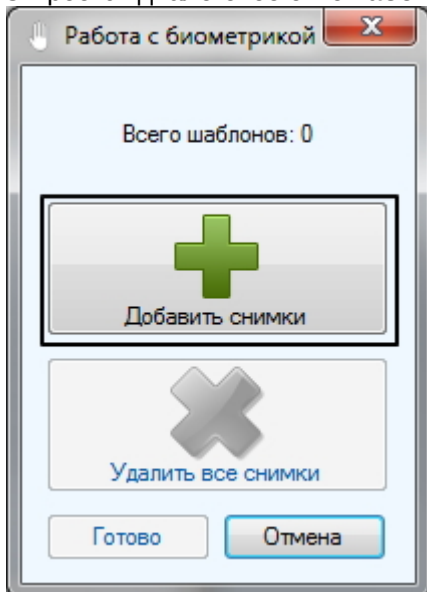 Работа с биометрикой
Всего шаблонов: 0
Добавить снимки
Удалить все снимки
Готово Отмена